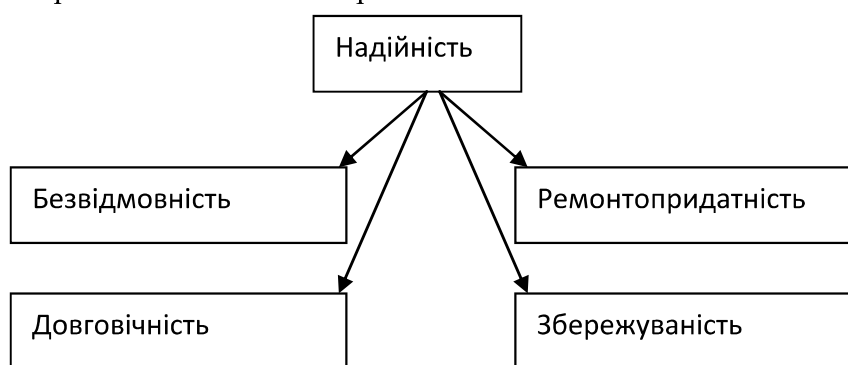 Надійність
Безвідмовність
Ремонтопридатність
Довговічність
Збережуваність